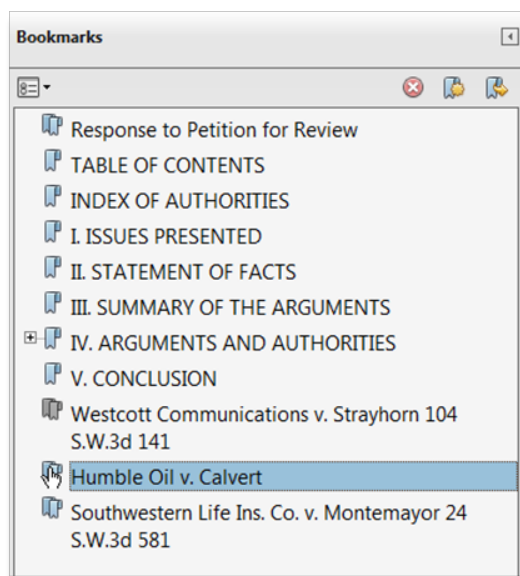 Bookmarks
Response to Petition for Review
TABLE OF CONTENTS
INDEX OF AUTHORITIES
I. ISSUES PRESENTED
II. STATEMENT OF FACTS
III. SUMMARY OF THE ARGUMENTS
IV. ARGUMENTS AND AUTHORITIES
V. CONCLUSION
Westcott Communications v. Strayhorn 104
S.W.3d 141
Humble Oil v. Calvert
Southwestern Life Ins. Co. v. Montemayor 24
S.W.3d 581